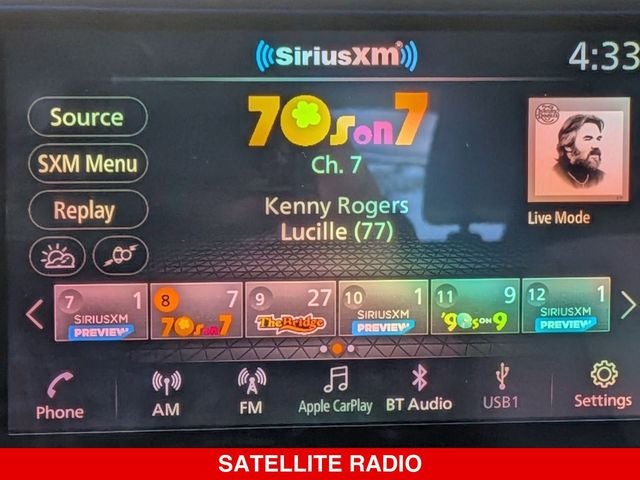 SiriusXM
4:33
Source
SXM Menu
Replay
70s on 7
Ch. 7
Kenny Rogers
Lucille (77)
Live Mode
7 1
SIRIUSXM
PREVIEW
8 7
70s on 7
9 27
The Bridge
10 1
SIRIUSXM
PREVIEW
11 9
'90s ON 9
12 1
SIRIUSXM
PREVIEW
Phone
AM
FM
Apple CarPlay
BT Audio
USB1
Settings
SATELLITE RADIO